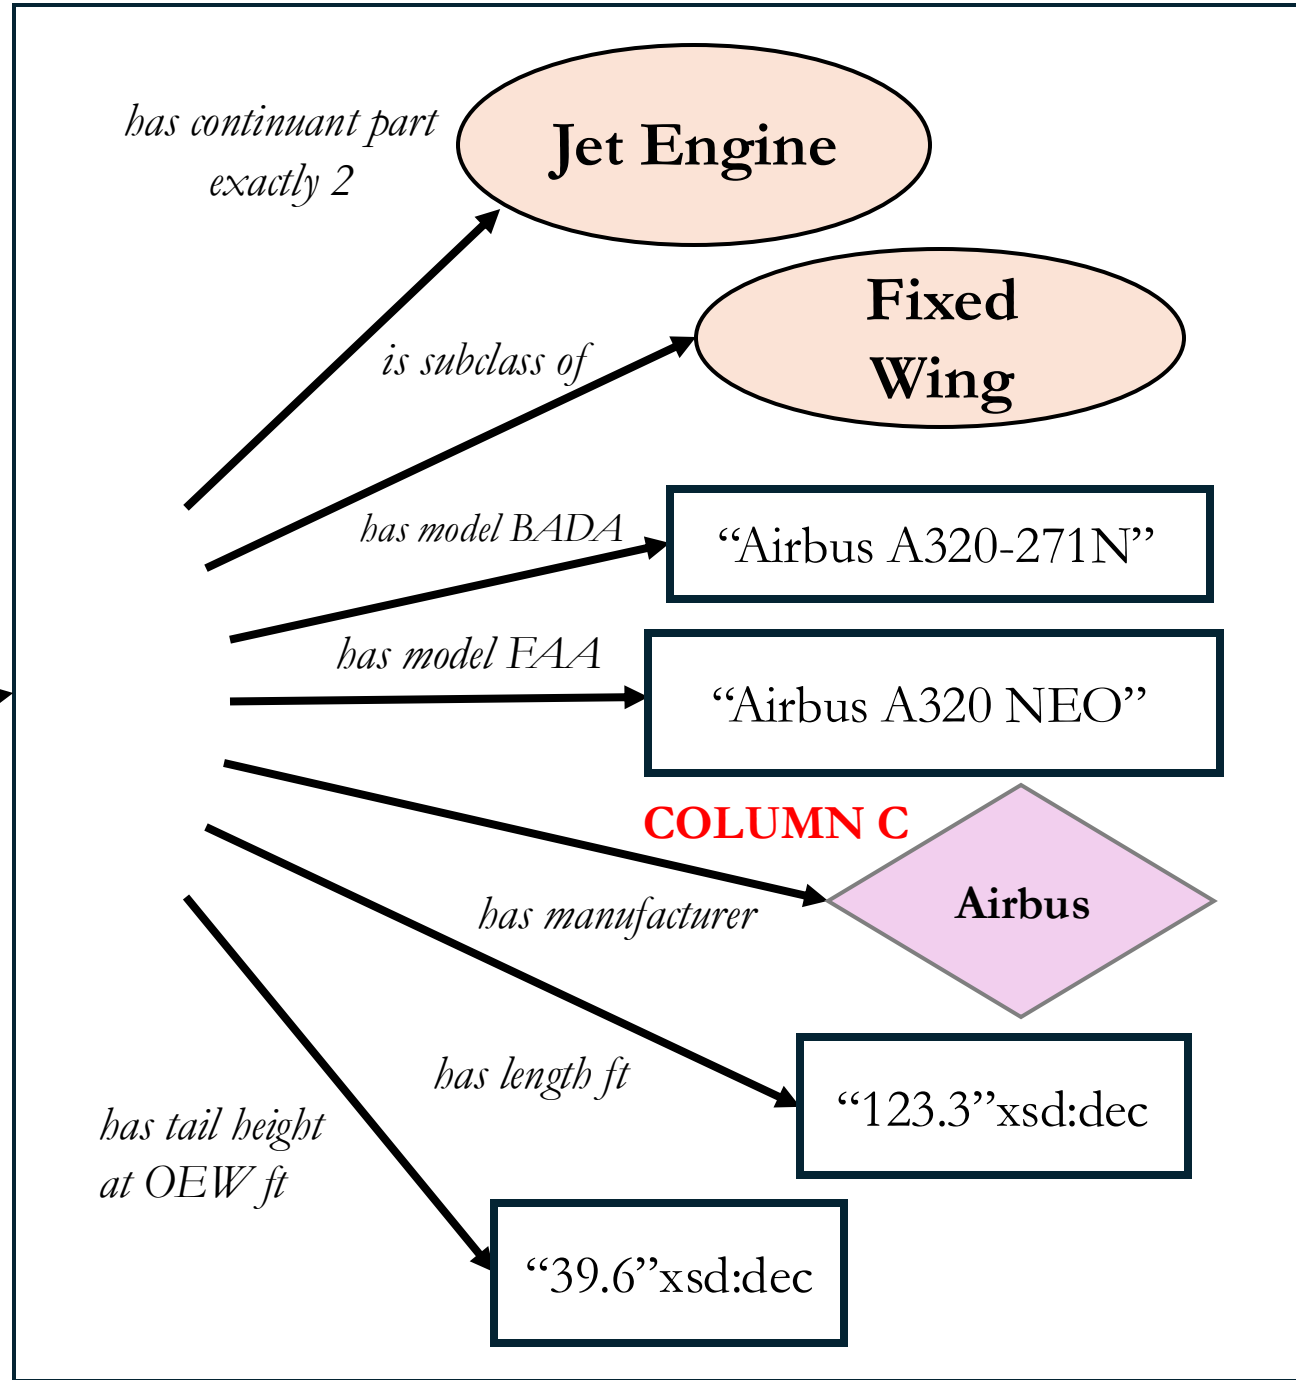 has continuant part
exactly 2
Jet Engine
is subclass of
Fixed
Wing
has model BADA
“Airbus A320-271N”
has model FAA
“Airbus A320 NEO”
COLUMN C
has manufacturer
Airbus
has length ft
“123.3”xsd:dec
has tail height
at OEW ft
“39.6”xsd:dec